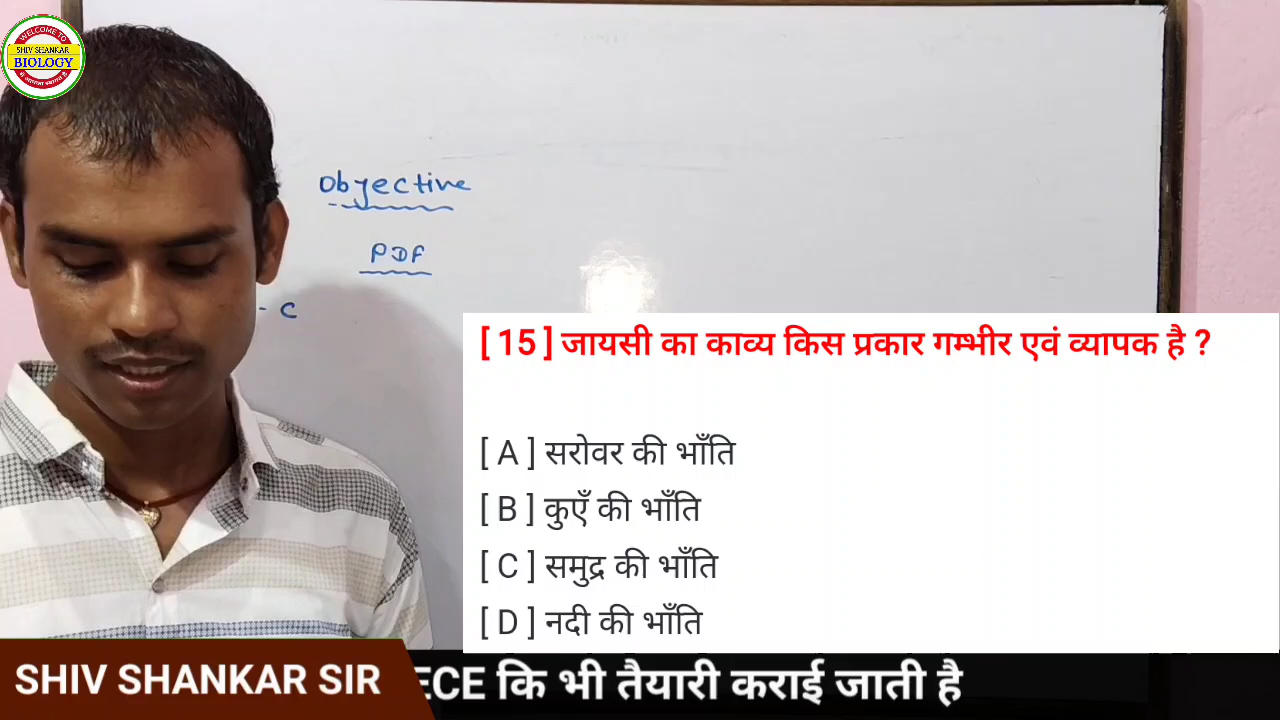 WELCOME TO
SHIV SHANKAR
BIOLOGY
Objective
PDF
- C
[ 15 ] जायसी का काव्य किस प्रकार गम्भीर एवं व्यापक है ?
[ A ] सरोवर की भाँति
[ B ] कुएँ की भाँति
[ C ] समुद्र की भाँति
[ D ] नदी की भाँति
SHIV SHANKAR SIR
ECE कि भी तैयारी कराई जाती है